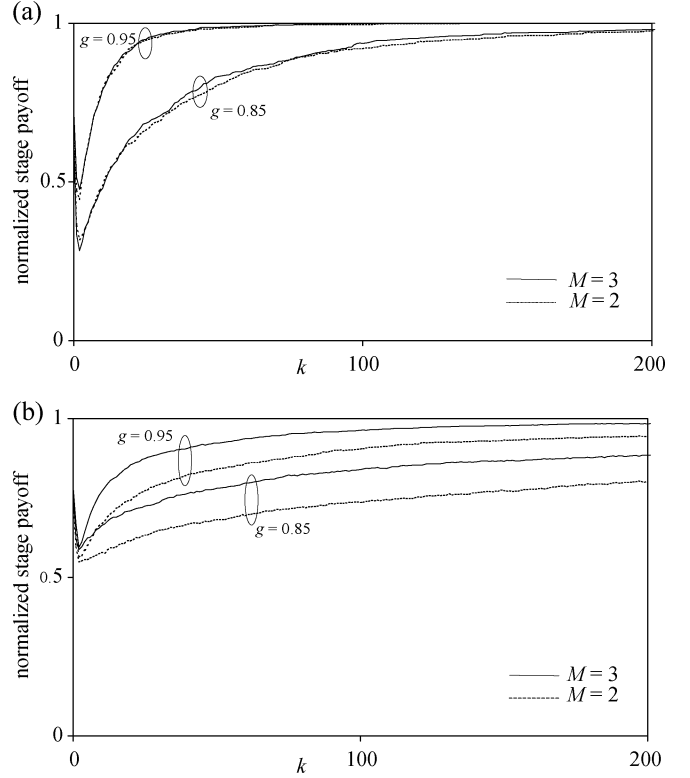 (a)
normalized stage payoff
1
0.5
0
g = 0.95
g = 0.85
M = 3
M = 2
0
100
200
k
(b)
normalized stage payoff
1
0.5
0
g = 0.95
g = 0.85
M = 3
M = 2
0
100
200
k